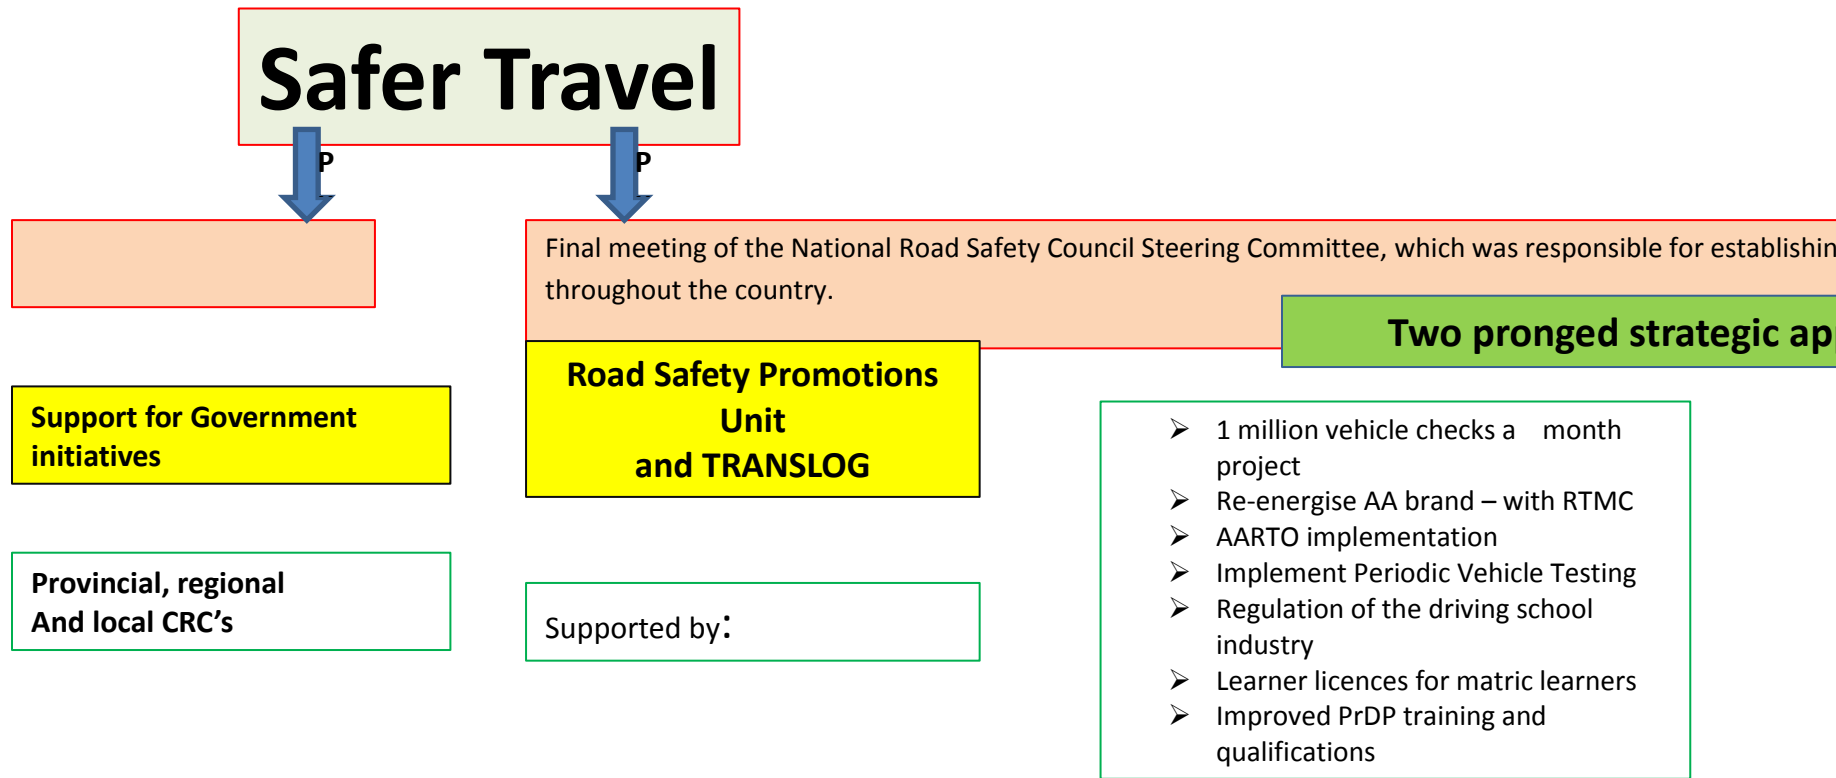 Safer Travel
P
P
Final meeting of the National Road Safety Council Steering Committee, which was responsible for
throughout the country.
Two pronged strategic
Road Safety Promotions
Unit
and TRANSLOG
Support for Government
initiatives
➢ 1 million vehicle checks a month
project
➢ Re-energise AA brand – with RTMC
➢ AARTO implementation
➢ Implement Periodic Vehicle Testing
➢ Regulation of the driving school
industry
➢ Learner licences for matric learners
➢ Improved PrDP training and
qualifications
Provincial, regional
And local CRC’s
Supported by: